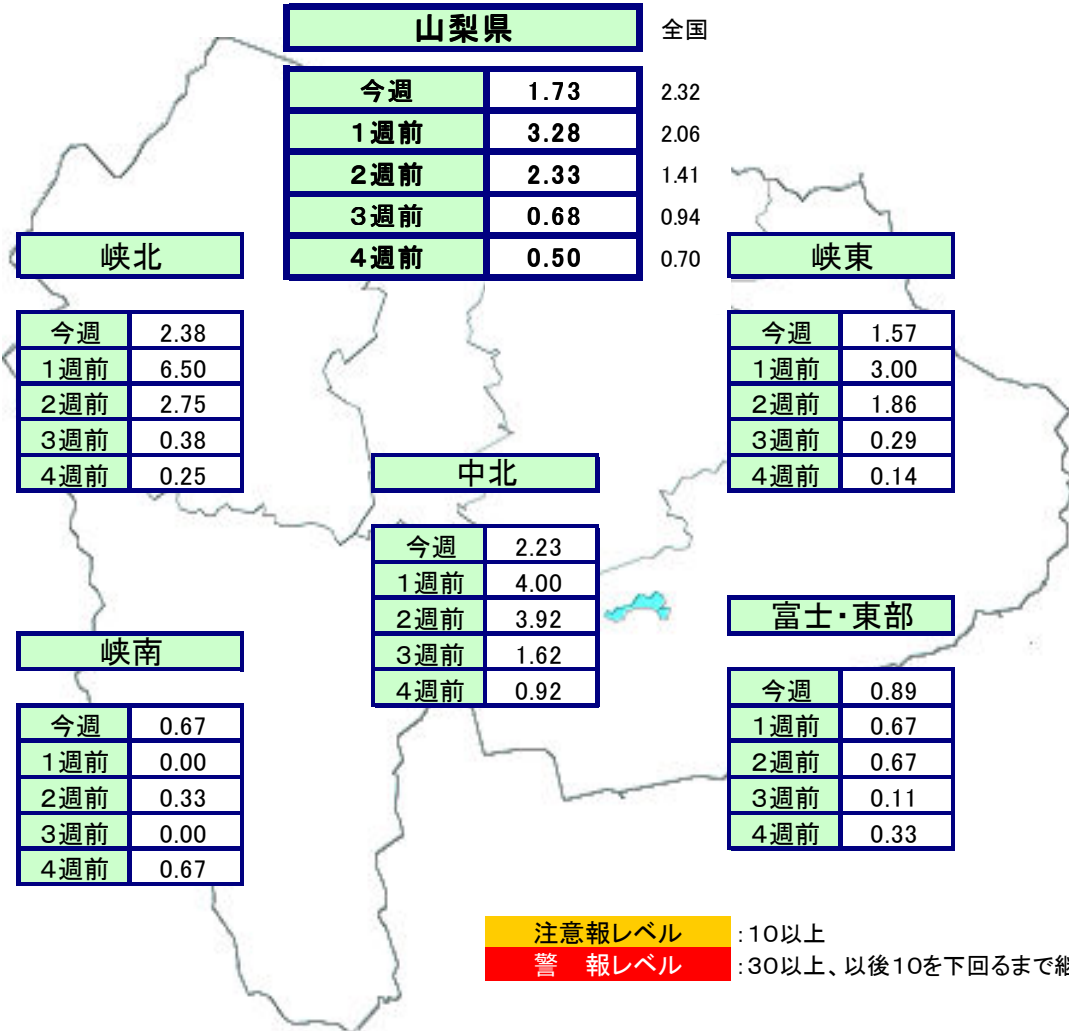 山梨県 全国
今週 1.73 2.32
1週前 3.28 2.06
2週前 2.33 1.41
3週前 0.68 0.94
4週前 0.50 0.70
峡北
今週 2.38
1週前 6.50
2週前 2.75
3週前 0.38
4週前 0.25
峡東
今週 1.57
1週前 3.00
2週前 1.86
3週前 0.29
4週前 0.14
中北
今週 2.23
1週前 4.00
2週前 3.92
3週前 1.62
4週前 0.92
峡南
今週 0.67
1週前 0.00
2週前 0.33
3週前 0.00
4週前 0.67
富士・東部
今週 0.89
1週前 0.67
2週前 0.67
3週前 0.11
4週前 0.33
注意報レベル :10以上
警 報レベル :30以上、以後10を下回るまで